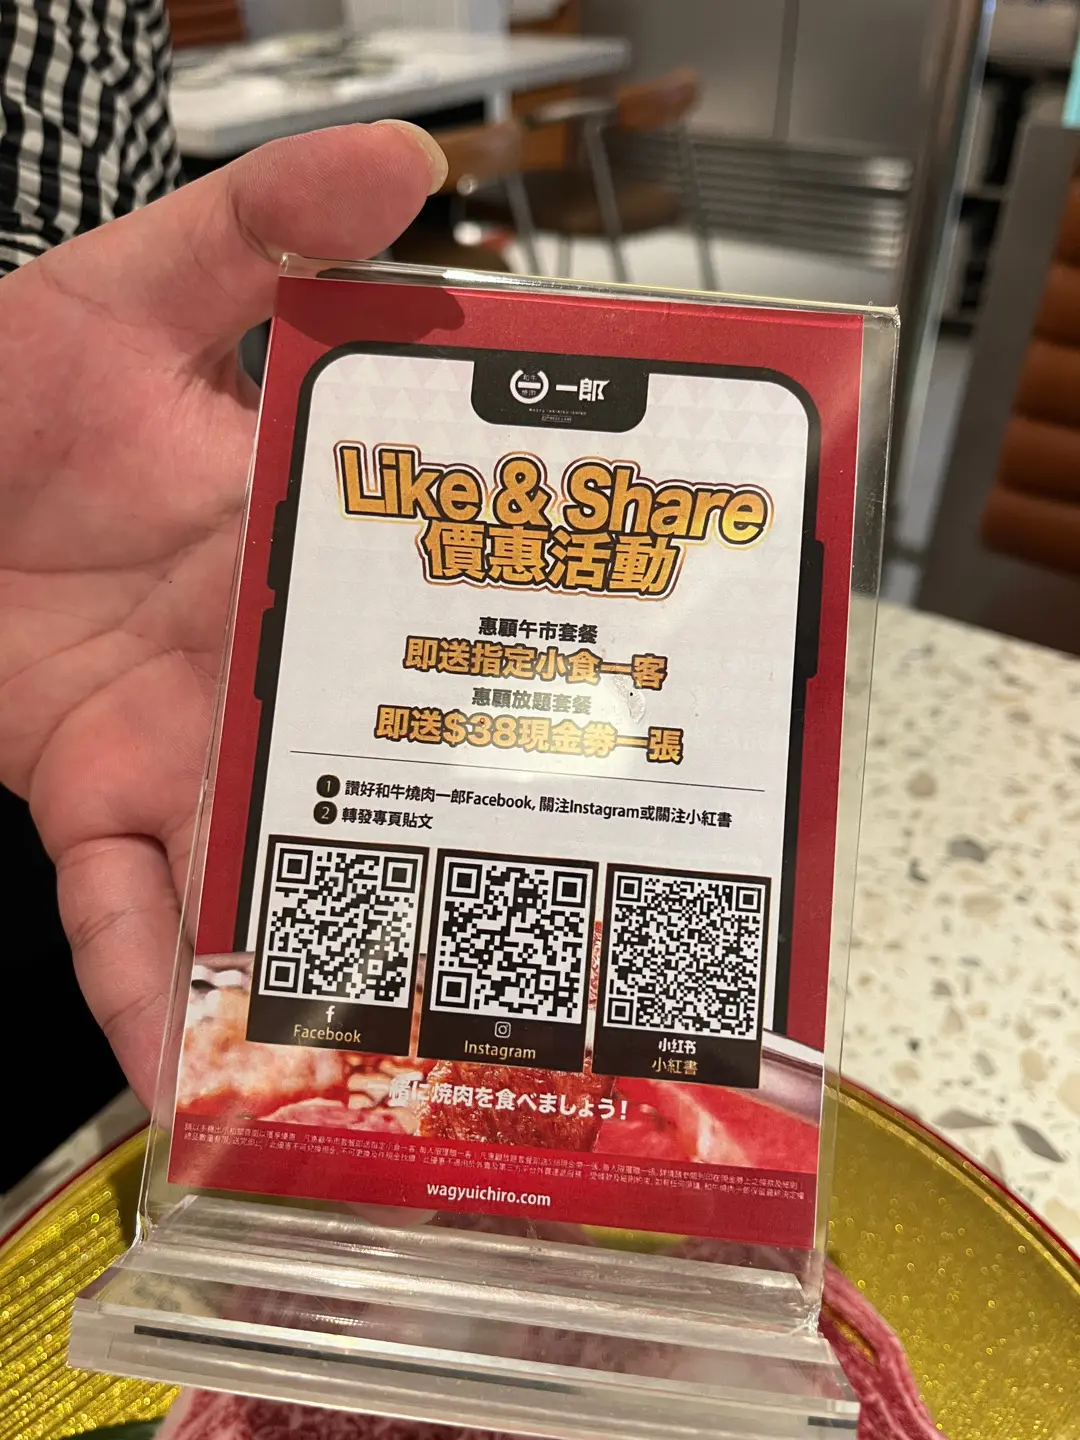 一郎
Like & Share
價惠活動
惠顧午市套餐
即送指定小食一客
惠顧放題套餐
即送$38現金券一張
1 讚好和牛燒肉一郎Facebook, 關注Instagram或關注小紅書
2 轉發專頁貼文
Facebook
Instagram
小红书
小紅書
一緒に焼肉を食べましょう!
wagyuichiro.com